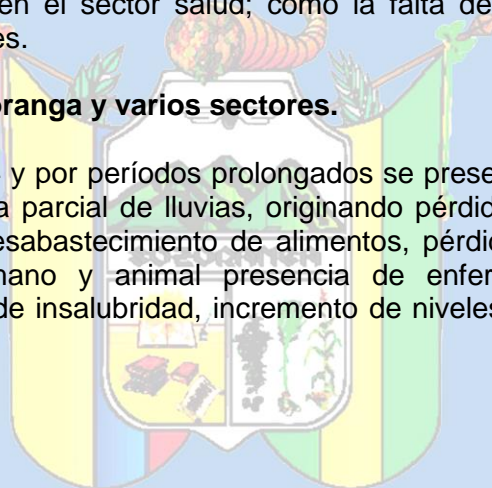 en el sector salud; como la falta de
es.
oranga y varios sectores.
y por períodos prolongados se prese
a parcial de lluvias, originando pérdic
esabastecimiento de alimentos, pérdic
nano y animal presencia de enfer
de insalubridad, incremento de niveles